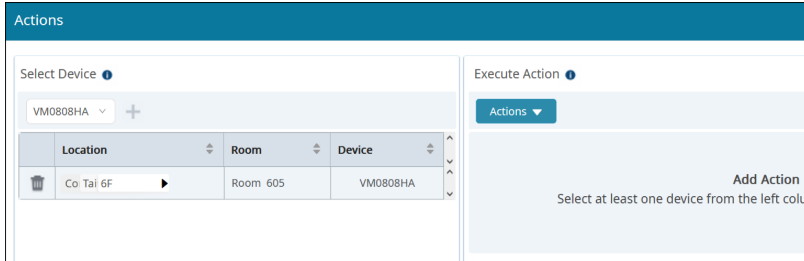 Actions
Select Device
VM0808HA
Location Room Device
Co Tai 6F Room 605 VM0808HA
Execute Action
Actions
Add Action
Select at least one device from the left